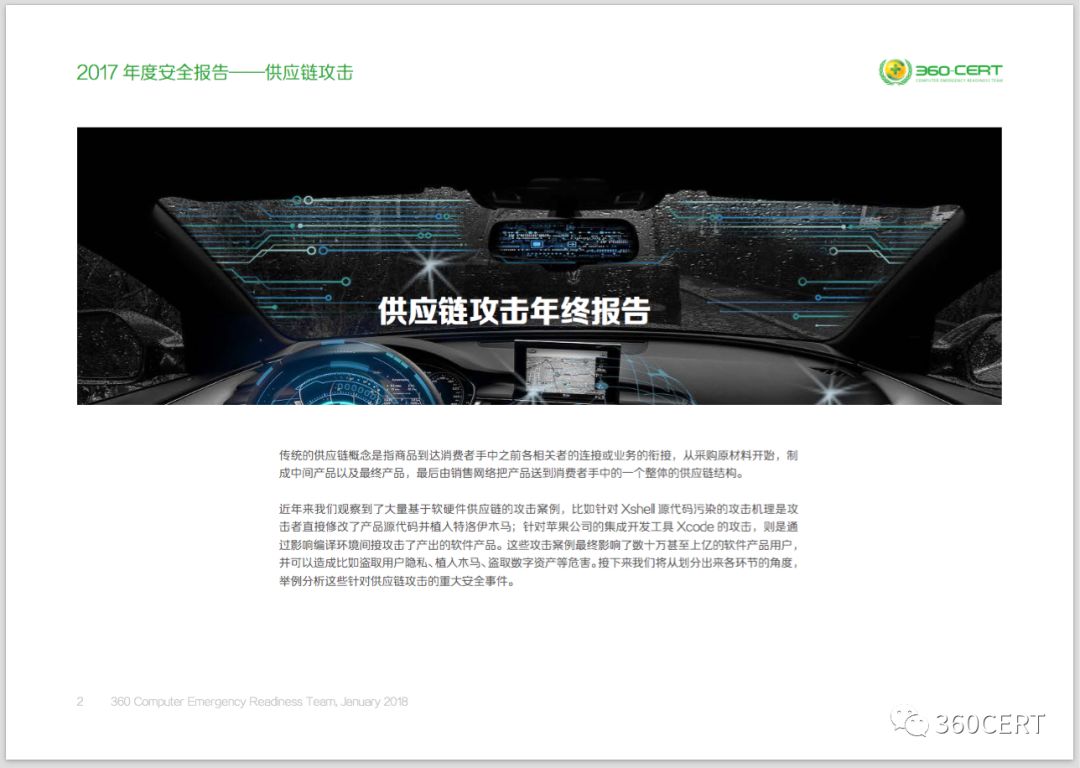 2017 年度安全报告——供应链攻击
360-CERT
COMPUTER EMERGENCY READINESS TEAM
供应链攻击年终报告
传统的供应链概念是指商品到达消费者手中之前各相关者的连接或业务的衔接，从采购原材料开始，制
成中间产品以及最终产品，最后由销售网络把产品送到消费者手中的一个整体的供应链结构。
近年来我们观察到了大量基于软硬件供应链的攻击案例，比如针对 Xshell 源代码污染的攻击机理是攻
击者直接修改了产品源代码并植入特洛伊木马；针对苹果公司的集成开发工具 Xcode 的攻击，则是通
过影响编译环境间接攻击了产出的软件产品。这些攻击案例最终影响了数十万甚至上亿的软件产品用户，
并可以造成比如盗取用户隐私、植入木马、盗取数字资产等危害。接下来我们将从划分出来各环节的角度，
举例分析这些针对供应链攻击的重大安全事件。
2 360 Computer Emergency Readiness Team, January 2018
360CERT